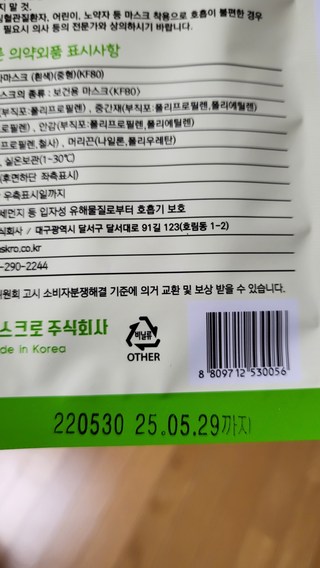 지 말 것.
심혈관질환자, 어린이, 노약자 등 마스크 착용으로 호흡이 불편한 경우
필요시 의사 등의 전문가와 상의하시기 바랍니다.
의약외품 표시사항
마스크 (흰색)(중형)(KF80)
스크의 종류 : 보건용 마스크(KF80)
(부직포:폴리프로필렌) , 중간재(부직포:폴리프로필렌,폴리에틸렌)
로필렌) , 안감(부직포:폴리프로필렌,폴리에틸렌)
프로필렌,철사) , 머리끈(나일론,폴리우레탄)
, 실온보관(1~30℃)
(후면하단 좌측표시)
우측표시일까지
세먼지 등 입자성 유해물질로부터 호흡기 보호
식회사 / 대구광역시 달서구 달서대로 91길 123(호림동 1-2)
skro.co.kr
-290-2244
위원회 고시 소비자분쟁해결 기준에 의거 교환 및 보상 받을 수 있습니다.
스크로 주식회사
de in Korea
비닐류
OTHER
8 809712 530056
220530 25.05.29까지